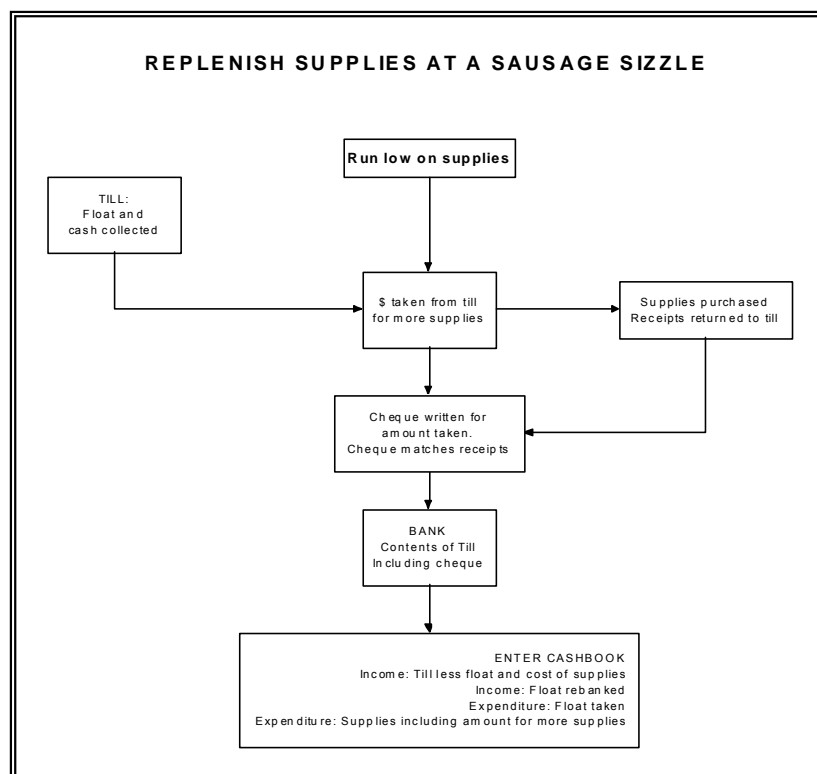 REPLENISH SUPPLIES AT A SAUSAGE SIZZLE
Run low on supplies
TILL:
Float and
cash collected
$ taken from till
for more supplies
Supplies purchased
Receipts returned to till
Cheque written for
amount taken.
Cheque matches receipts
BANK
Contents of Till
Including cheque
ENTER CASHBOOK
Income: Till less float and cost of supplies
Income: Float rebanked
Expenditure: Float taken
Expenditure: Supplies including amount for more supplies